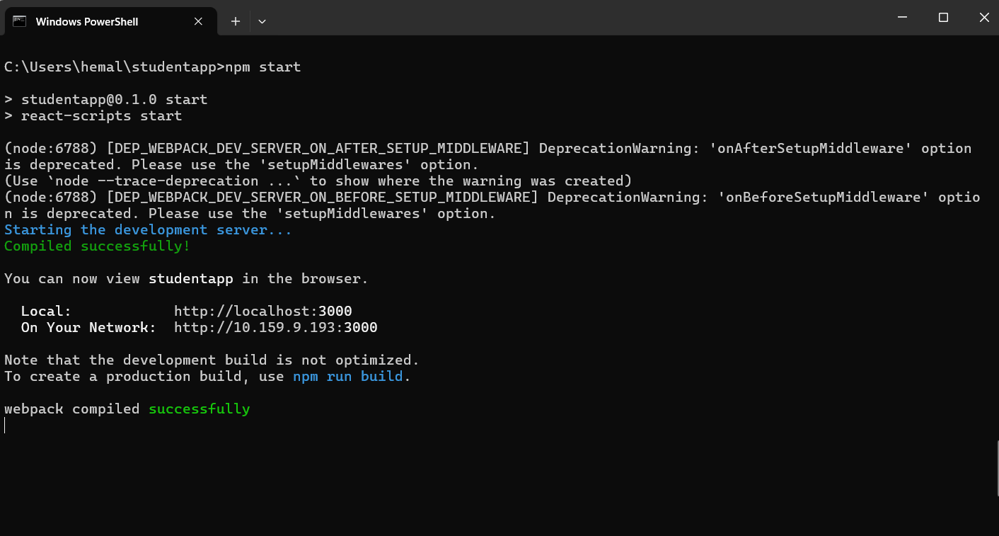 Windows PowerShell
C:\Users\hemal\studentapp>npm start
> studentapp@0.1.0 start
> react-scripts start
(node:6788) [DEP_WEBPACK_DEV_SERVER_ON_AFTER_SETUP_MIDDLEWARE] DeprecationWarning: 'onAfterSetupMiddleware' option
is deprecated. Please use the 'setupMiddlewares' option.
(Use `node --trace-deprecation ...` to show where the warning was created)
(node:6788) [DEP_WEBPACK_DEV_SERVER_ON_BEFORE_SETUP_MIDDLEWARE] DeprecationWarning: 'onBeforeSetupMiddleware' optio
n is deprecated. Please use the 'setupMiddlewares' option.
Starting the development server...
Compiled successfully!
You can now view studentapp in the browser.
Local: http://localhost:3000
On Your Network: http://10.159.9.193:3000
Note that the development build is not optimized.
To create a production build, use npm run build.
webpack compiled successfully